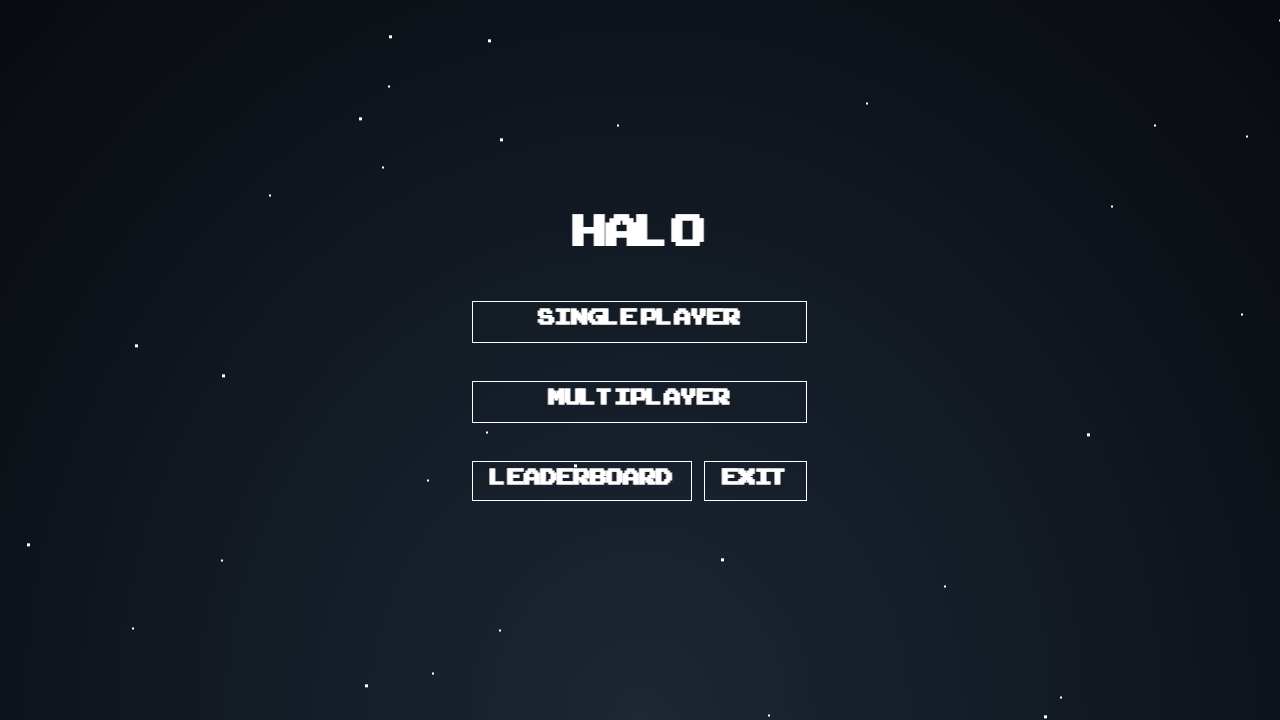 HALO
SINGLEPLAYER
MULTIPLAYER
LEADERBOARD EXIT